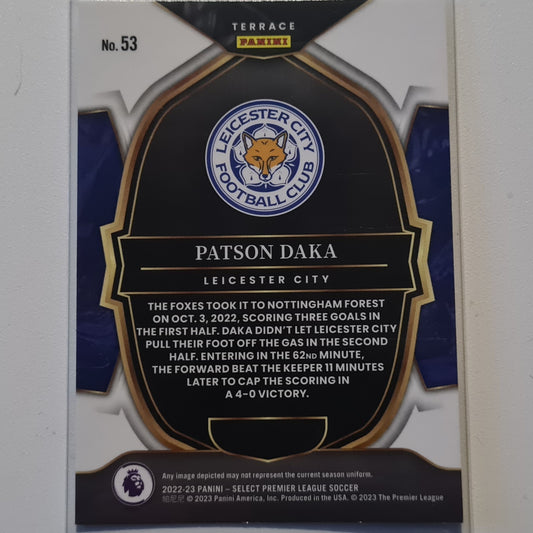 TERRACE
PANINI
No. 53
LEICESTER CITY
FOOTBALL CLUB
PATSON DAKA
LEICESTER CITY
THE FOXES TOOK IT TO NOTTINGHAM FOREST
ON OCT. 3, 2022, SCORING THREE GOALS IN
THE FIRST HALF. DAKA DIDN'T LET LEICESTER CITY
PULL THEIR FOOT OFF THE GAS IN THE SECOND
HALF. ENTERING IN THE 62ND MINUTE,
THE FORWARD BEAT THE KEEPER 11 MINUTES
LATER TO CAP THE SCORING IN
A 4-0 VICTORY.
Any image depicted may not represent the current season uniform.
2022-23 PANINI – SELECT PREMIER LEAGUE SOCCER
帕尼尼 © 2023 Panini America, Inc. Produced in the USA. © 2023 The Premier League